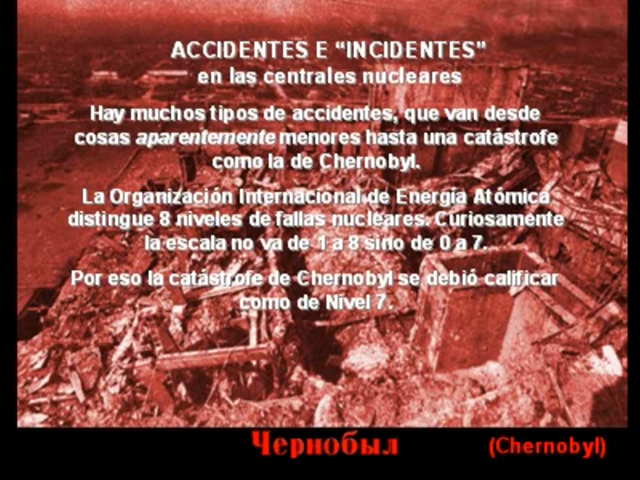 ACCIDENTES E “INCIDENTES”
en las centrales nucleares
Hay muchos tipos de accidentes, que van desde
cosas aparentemente menores hasta una catástrofe
como la de Chernobyl.
La Organización Internacional de Energía Atómica
distingue 8 niveles de fallas nucleares. Curiosamente
la escala no va de 1 a 8 sino de 0 a 7.
Por eso la catástrofe de Chernobyl se debió calificar
como de Nivel 7.
Чернобыл (Chernobyl)